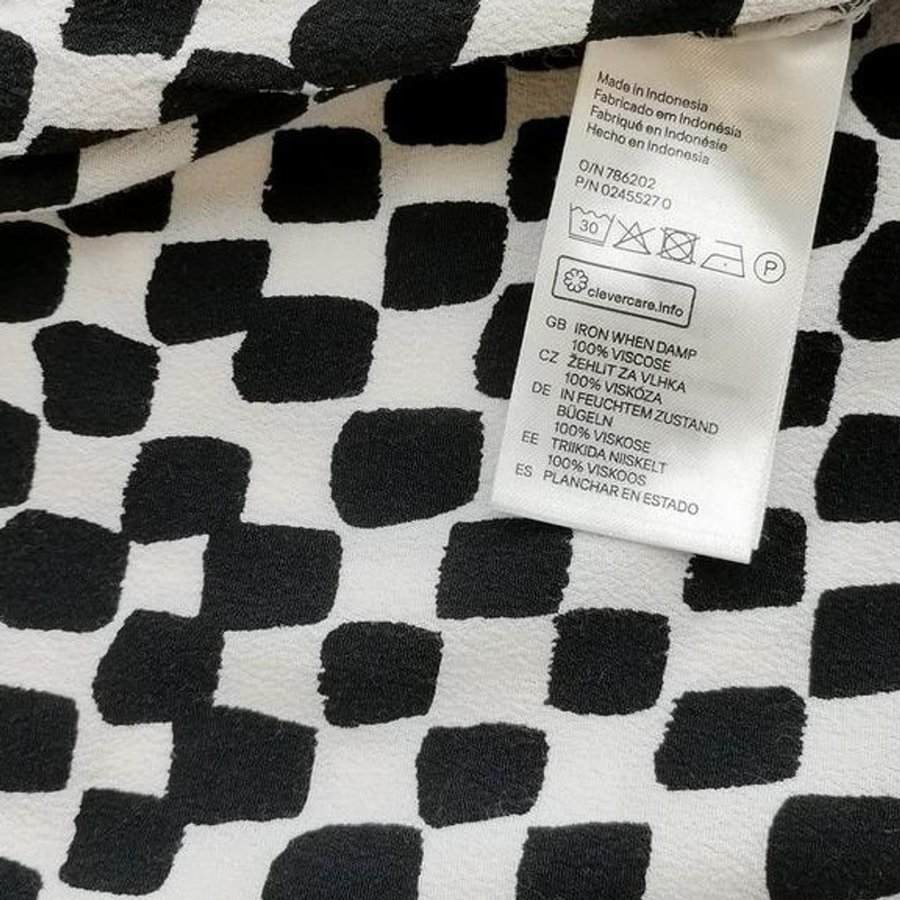 Made in Indonesia
Fabricado em Indonésia
Fabriqué en Indonésie
Hecho en Indonesia
O/N 786202
P/N 0245527 0
30
P
clevercare.info
GB IRON WHEN DAMP
100% VISCOSE
CZ ŽEHLIT ZA VLHKA
100% VISKÓZA
DE IN FEUCHTEM ZUSTAND
BÜGELN
100% VISKOSE
EE TRIIKIDA NIISKELT
100% VISKOOS
ES PLANCHAR EN ESTADO